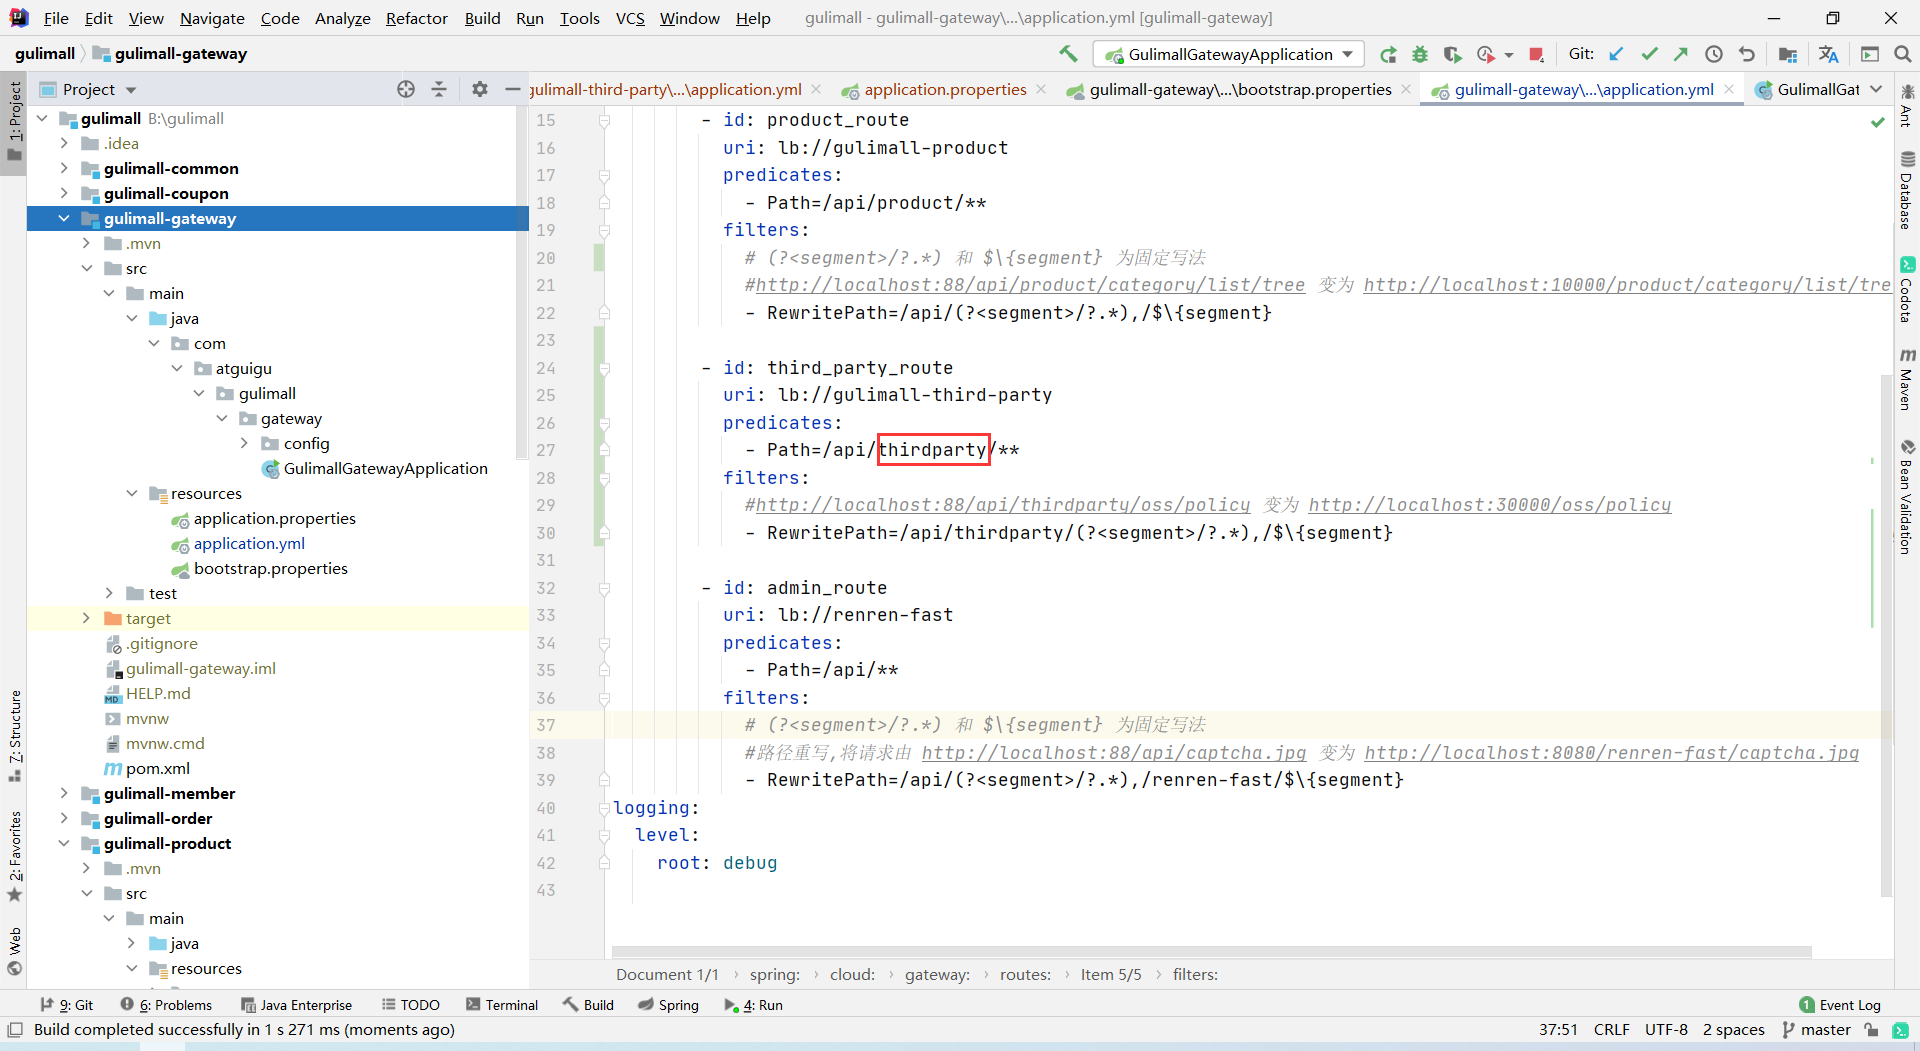 File Edit View Navigate Code Analyze Refactor Build Run Tools VCS Window Help gulimall - gulimall-gateway\...\application.yml [gulimall-gateway]
gulimall gulimall-gateway GulimallGatewayApplication Git:
Project gulimall-third-party\...\application.yml application.properties gulimall-gateway\...\bootstrap.properties gulimall-gateway\...\application.yml GulimallGat
1: Project
7: Structure
2: Favorites
Web
gulimall B:\gulimall
.idea
gulimall-common
gulimall-coupon
gulimall-gateway
.mvn
src
main
java
com
atguigu
gulimall
gateway
config
GulimallGatewayApplication
resources
application.properties
application.yml
bootstrap.properties
test
target
.gitignore
gulimall-gateway.iml
HELP.md
mvnw
mvnw.cmd
pom.xml
gulimall-member
gulimall-order
gulimall-product
.mvn
src
main
java
resources
15 - id: product_route
16 uri: lb://gulimall-product
17 predicates:
18 - Path=/api/product/**
19 filters:
20 # (?<segment>/?.*) 和 $\{segment} 为固定写法
21 #http://localhost:88/api/product/category/list/tree 变为 http://localhost:10000/product/category/list/tre
22 - RewritePath=/api/(?<segment>/?.*),/$\{segment}
23
24 - id: third_party_route
25 uri: lb://gulimall-third-party
26 predicates:
27 - Path=/api/thirdparty/**
28 filters:
29 #http://localhost:88/api/thirdparty/oss/policy 变为 http://localhost:30000/oss/policy
30 - RewritePath=/api/thirdparty/(?<segment>/?.*),/$\{segment}
31
32 - id: admin_route
33 uri: lb://renren-fast
34 predicates:
35 - Path=/api/**
36 filters:
37 # (?<segment>/?.*) 和 $\{segment} 为固定写法
38 #路径重写,将请求由 http://localhost:88/api/captcha.jpg 变为 http://localhost:8080/renren-fast/captcha.jpg
39 - RewritePath=/api/(?<segment>/?.*),/renren-fast/$\{segment}
40 logging:
41 level:
42 root: debug
43
Ant
Database
Codota
Maven
Bean Validation
Document 1/1 › spring: › cloud: › gateway: › routes: › Item 5/5 › filters:
9: Git 6: Problems Java Enterprise TODO Terminal Build Spring 4: Run 1 Event Log
Build completed successfully in 1 s 271 ms (moments ago) 37:51 CRLF UTF-8 2 spaces master